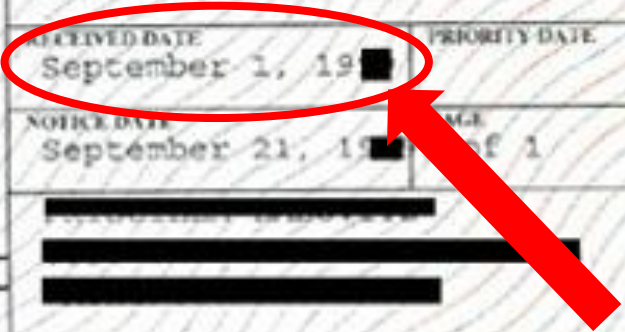 RECEIVED DATE
PRIORITY DATE
September 1, 19
NOTICE DATE
September 21, 19
of 1